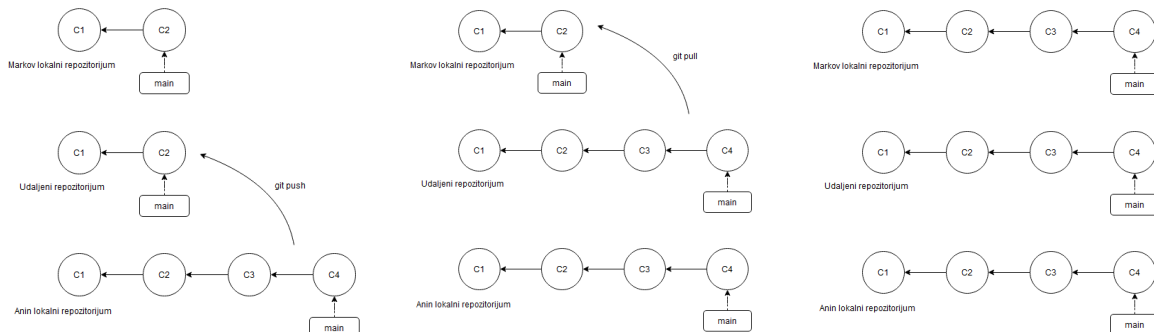 C1 C2
Markov lokalni repozitorijum
main
C1 C2
Udaljeni repozitorijum
main
git push
C1 C2 C3 C4
Anin lokalni repozitorijum
main
C1 C2
Markov lokalni repozitorijum
main
git pull
C1 C2 C3 C4
Udaljeni repozitorijum
main
C1 C2 C3 C4
Anin lokalni repozitorijum
main
C1 C2 C3 C4
Markov lokalni repozitorijum
main
C1 C2 C3 C4
Udaljeni repozitorijum
main
C1 C2 C3 C4
Anin lokalni repozitorijum
main